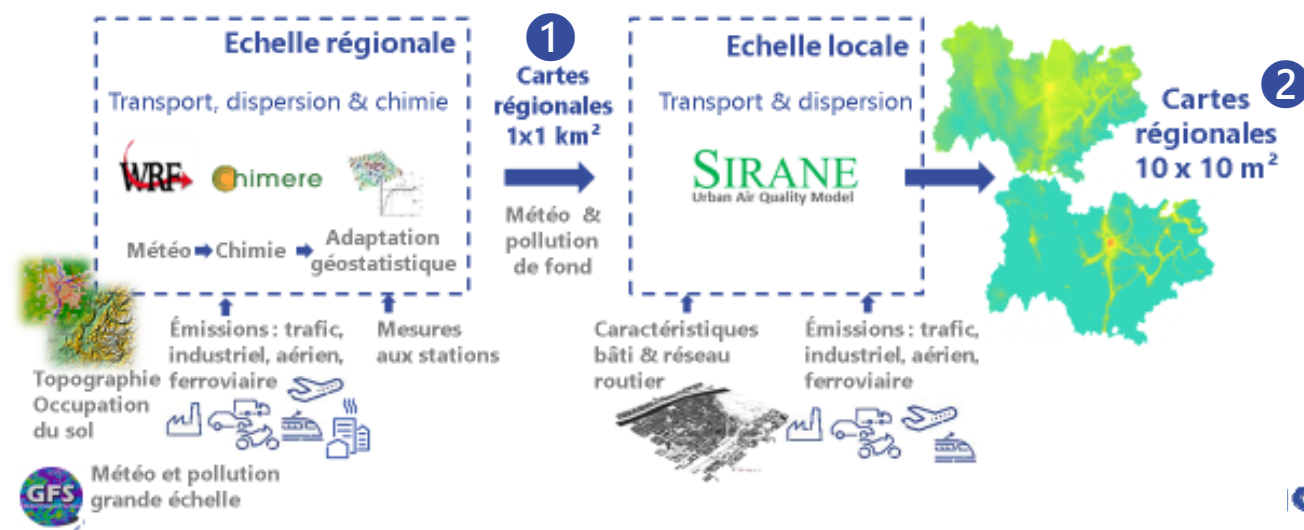 Echelle régionale
Transport, dispersion & chimie
WRF
Chimere
Météo
Chimie
Adaptation
géostatistique
1
Cartes
régionales
1x1 km²
Météo &
pollution
de fond
Echelle locale
Transport & dispersion
SIRANE
Urban Air Quality Model
2
Cartes
régionales
10 x 10 m²
Topographie
Occupation
du sol
Émissions : trafic,
industriel, aérien,
ferroviaire
Mesures
aux stations
Caractéristiques
bâti & réseau
routier
Émissions : trafic,
industriel, aérien,
ferroviaire
GFS
Météo et pollution
grande échelle